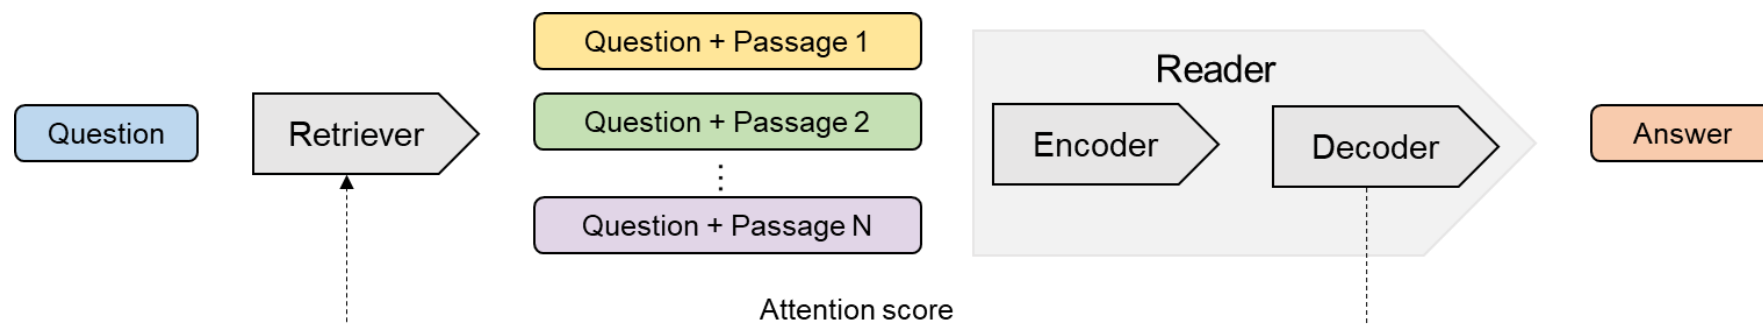 Question
Retriever
Question + Passage 1
Question + Passage 2
⋮
Question + Passage N
Reader
Encoder
Decoder
Answer
Attention score